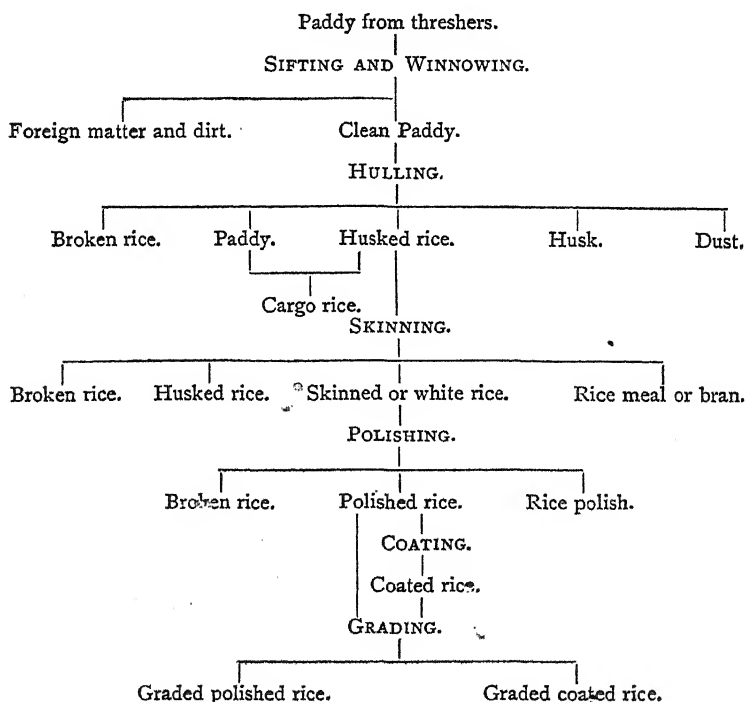 Paddy from threshers.
SIFTING AND WINNOWING.
Foreign matter and dirt. Clean Paddy.
HULLING.
Broken rice. Paddy. Husked rice. Husk. Dust.
Cargo rice.
SKINNING.
Broken rice. Husked rice. Skinned or white rice. Rice meal or bran.
POLISHING.
Broken rice. Polished rice. Rice polish.
COATING.
Coated rice.
GRADING.
Graded polished rice. Graded coated rice.